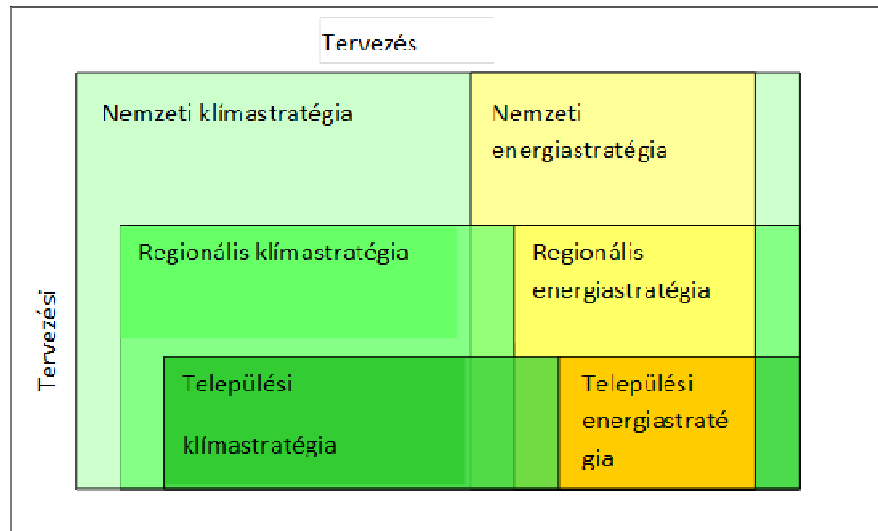 Tervezés
Nemzeti klímastratégia
Nemzeti
energiastratégia
Regionális klímastratégia
Regionális
energiastratégia
Tervezési
Települési
klímastratégia
Települési
energiastraté
gia